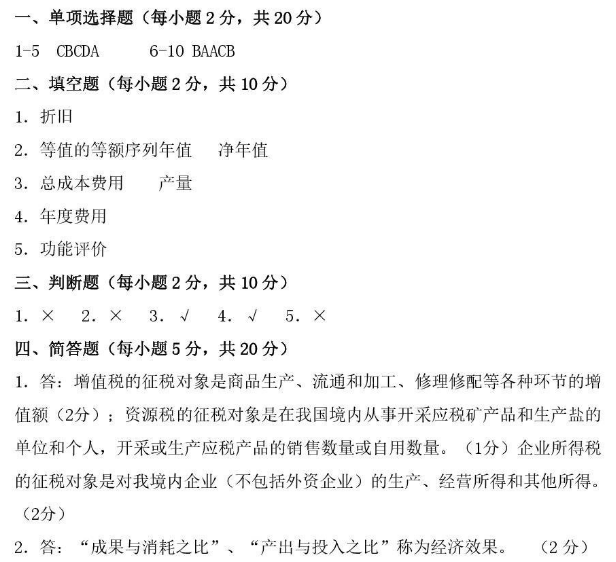 一、单项选择题（每小题2分，共20分）
1-5 CBCDA 6-10 BAACB
二、填空题（每小题2分，共10分）
1. 折旧
2. 等值的等额序列年值 净年值
3. 总成本费用 产量
4. 年度费用
5. 功能评价
三、判断题（每小题2分，共10分）
1. × 2. × 3. √ 4. √ 5. ×
四、简答题（每小题5分，共20分）
1. 答：增值税的征税对象是商品生产、流通和加工、修理修配等各种环节的增
值额（2分）；资源税的征税对象是在我国境内从事开采应税矿产品和生产盐的
单位和个人，开采或生产应税产品的销售数量或自用数量。（1分）企业所得税
的征税对象是对我境内企业（不包括外资企业）的生产、经营所得和其他所得。
（2分）
2. 答：“成果与消耗之比”、“产出与投入之比”称为经济效果。 （2分）